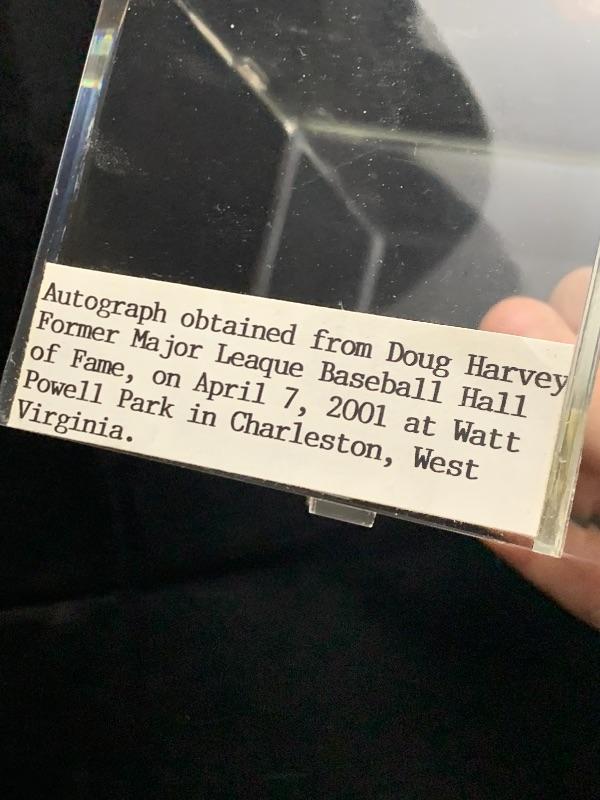 Autograph obtained from Doug Harvey
Former Major Leaque Baseball Hall
of Fame, on April 7, 2001 at Watt
Powell Park in Charleston, West
Virginia.